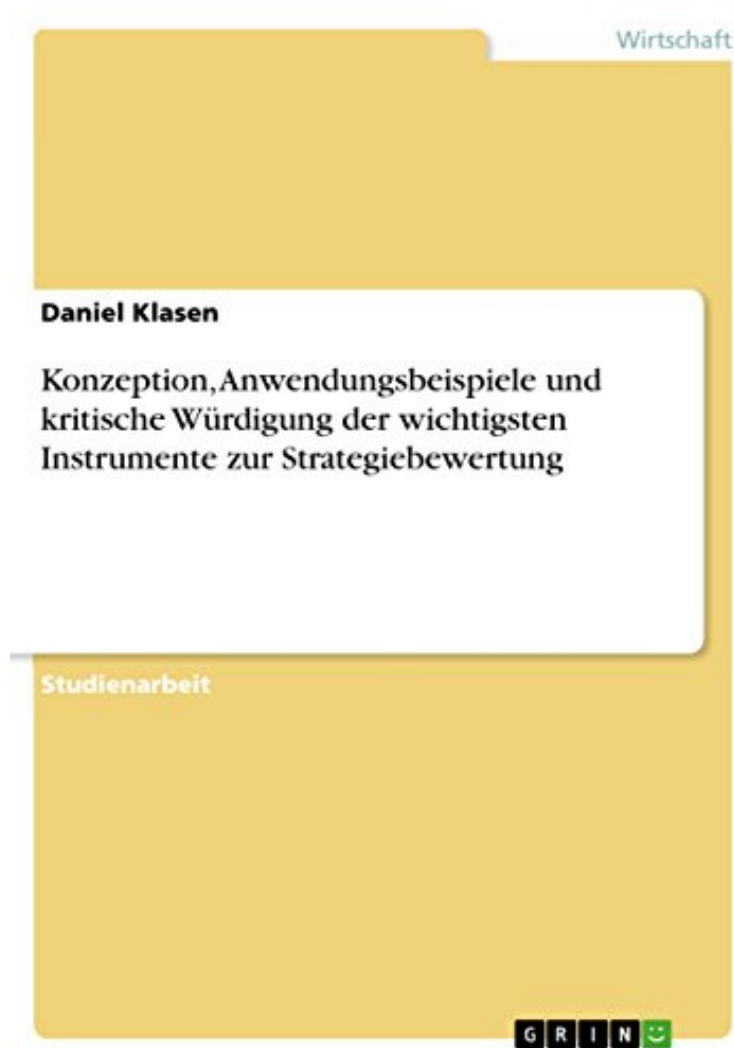 Wirtschaft
Daniel Klasen
Konzeption, Anwendungsbeispiele und
kritische Würdigung der wichtigsten
Instrumente zur Strategiebewertung
Studienarbeit
GRIN